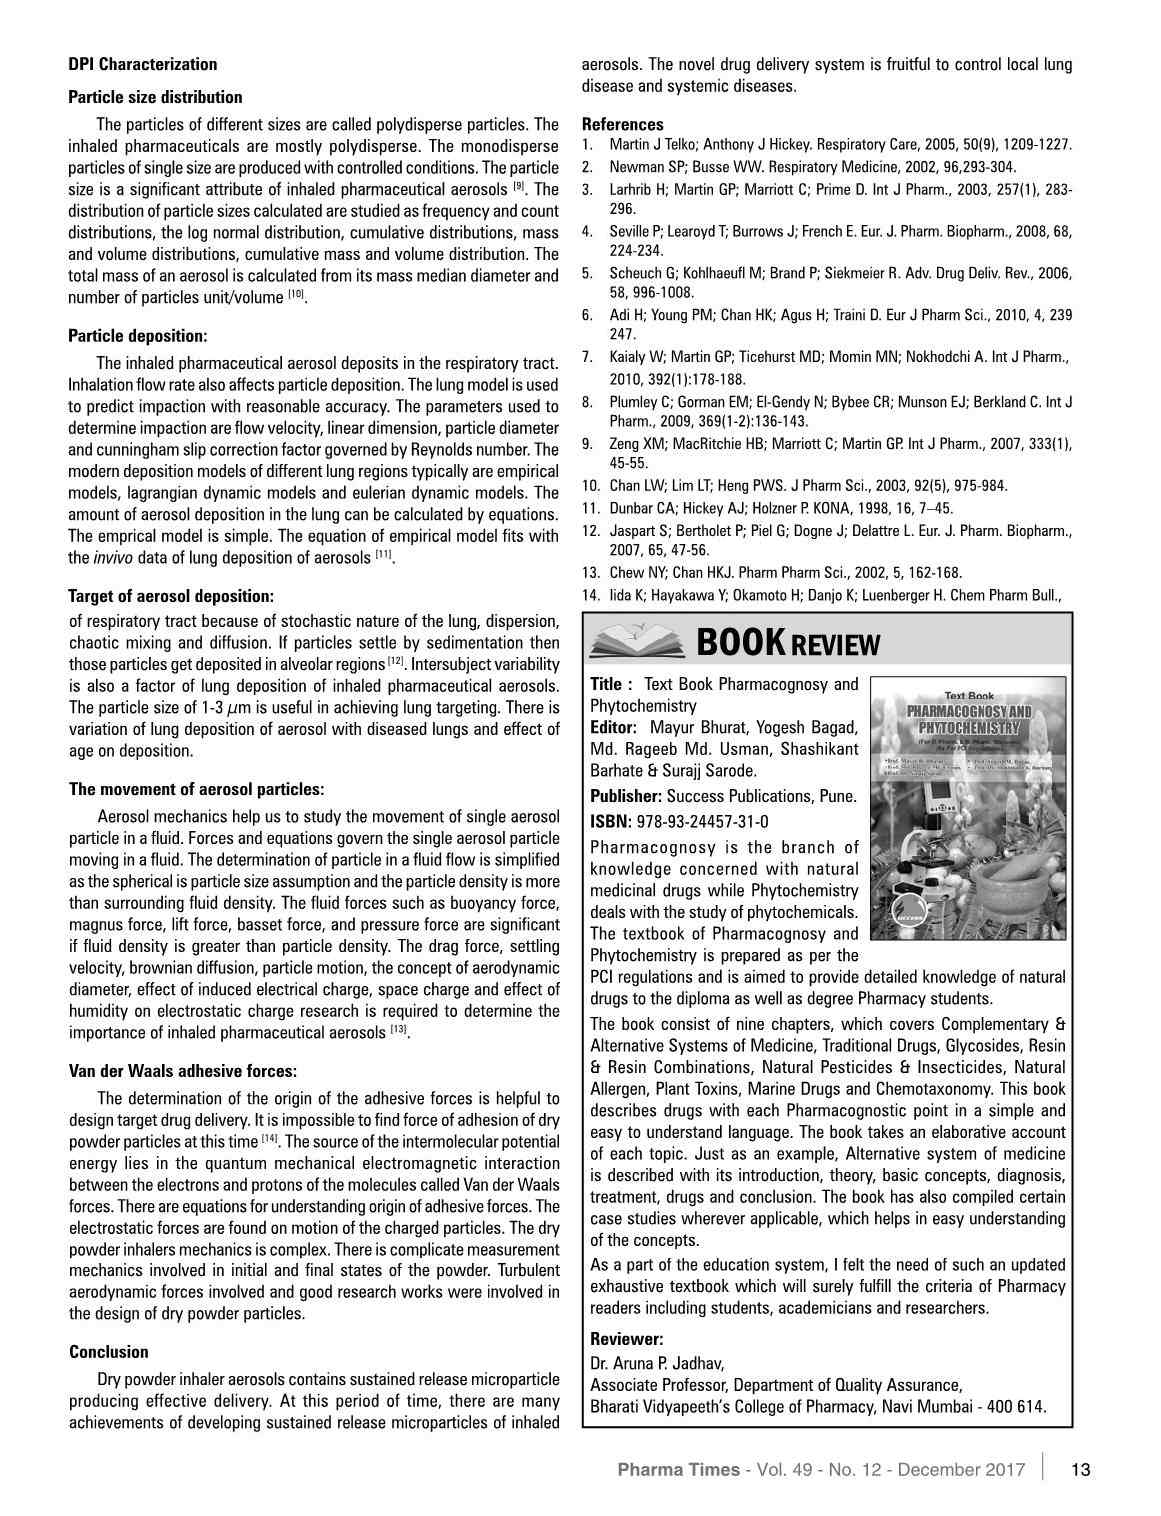 DPI Characterization
Particle size distribution
The particles of different sizes are called polydisperse particles. The
inhaled pharmaceuticals are mostly polydisperse. The monodisperse
particles of single size are produced with controlled conditions. The particle
size is a significant attribute of inhaled pharmaceutical aerosols [9]. The
distribution of particle sizes calculated are studied as frequency and count
distributions, the log normal distribution, cumulative distributions, mass
and volume distributions, cumulative mass and volume distribution. The
total mass of an aerosol is calculated from its mass median diameter and
number of particles unit/volume [10].
Particle deposition:
The inhaled pharmaceutical aerosol deposits in the respiratory tract.
Inhalation flow rate also affects particle deposition. The lung model is used
to predict impaction with reasonable accuracy. The parameters used to
determine impaction are flow velocity, linear dimension, particle diameter
and cunningham slip correction factor governed by Reynolds number. The
modern deposition models of different lung regions typically are empirical
models, lagrangian dynamic models and eulerian dynamic models. The
amount of aerosol deposition in the lung can be calculated by equations.
The emprical model is simple. The equation of empirical model fits with
the invivo data of lung deposition of aerosols [11].
Target of aerosol deposition:
of respiratory tract because of stochastic nature of the lung, dispersion,
chaotic mixing and diffusion. If particles settle by sedimentation then
those particles get deposited in alveolar regions [12]. Intersubject variability
is also a factor of lung deposition of inhaled pharmaceutical aerosols.
The particle size of 1-3 μm is useful in achieving lung targeting. There is
variation of lung deposition of aerosol with diseased lungs and effect of
age on deposition.
The movement of aerosol particles:
Aerosol mechanics help us to study the movement of single aerosol
particle in a fluid. Forces and equations govern the single aerosol particle
moving in a fluid. The determination of particle in a fluid flow is simplified
as the spherical is particle size assumption and the particle density is more
than surrounding fluid density. The fluid forces such as buoyancy force,
magnus force, lift force, basset force, and pressure force are significant
if fluid density is greater than particle density. The drag force, settling
velocity, brownian diffusion, particle motion, the concept of aerodynamic
diameter, effect of induced electrical charge, space charge and effect of
humidity on electrostatic charge research is required to determine the
importance of inhaled pharmaceutical aerosols [13].
Van der Waals adhesive forces:
The determination of the origin of the adhesive forces is helpful to
design target drug delivery. It is impossible to find force of adhesion of dry
powder particles at this time [14]. The source of the intermolecular potential
energy lies in the quantum mechanical electromagnetic interaction
between the electrons and protons of the molecules called Van der Waals
forces. There are equations for understanding origin of adhesive forces. The
electrostatic forces are found on motion of the charged particles. The dry
powder inhalers mechanics is complex. There is complicate measurement
mechanics involved in initial and final states of the powder. Turbulent
aerodynamic forces involved and good research works were involved in
the design of dry powder particles.
Conclusion
Dry powder inhaler aerosols contains sustained release microparticle
producing effective delivery. At this period of time, there are many
achievements of developing sustained release microparticles of inhaled
aerosols. The novel drug delivery system is fruitful to control local lung
disease and systemic diseases.
References
1. Martin J Telko; Anthony J Hickey. Respiratory Care, 2005, 50(9), 1209-1227.
2. Newman SP; Busse WW. Respiratory Medicine, 2002, 96,293-304.
3. Larhrib H; Martin GP; Marriott C; Prime D. Int J Pharm., 2003, 257(1), 283-
296.
4. Seville P; Learoyd T; Burrows J; French E. Eur. J. Pharm. Biopharm., 2008, 68,
224-234.
5. Scheuch G; Kohlhaeufl M; Brand P; Siekmeier R. Adv. Drug Deliv. Rev., 2006,
58, 996-1008.
6. Adi H; Young PM; Chan HK; Agus H; Traini D. Eur J Pharm Sci., 2010, 4, 239
247.
7. Kaialy W; Martin GP; Ticehurst MD; Momin MN; Nokhodchi A. Int J Pharm.,
2010, 392(1):178-188.
8. Plumley C; Gorman EM; El-Gendy N; Bybee CR; Munson EJ; Berkland C. Int J
Pharm., 2009, 369(1-2):136-143.
9. Zeng XM; MacRitchie HB; Marriott C; Martin GP. Int J Pharm., 2007, 333(1),
45-55.
10. Chan LW; Lim LT; Heng PWS. J Pharm Sci., 2003, 92(5), 975-984.
11. Dunbar CA; Hickey AJ; Holzner P. KONA, 1998, 16, 7–45.
12. Jaspart S; Bertholet P; Piel G; Dogne J; Delattre L. Eur. J. Pharm. Biopharm.,
2007, 65, 47-56.
13. Chew NY; Chan HKJ. Pharm Pharm Sci., 2002, 5, 162-168.
14. Iida K; Hayakawa Y; Okamoto H; Danjo K; Luenberger H. Chem Pharm Bull.,
BOOK REVIEW
Title : Text Book Pharmacognosy and
Phytochemistry
Editor: Mayur Bhurat, Yogesh Bagad,
Md. Rageeb Md. Usman, Shashikant
Barhate & Surajj Sarode.
Publisher: Success Publications, Pune.
ISBN: 978-93-24457-31-0
Pharmacognosy is the branch of
knowledge concerned with natural
medicinal drugs while Phytochemistry
deals with the study of phytochemicals.
The textbook of Pharmacognosy and
Phytochemistry is prepared as per the
PCI regulations and is aimed to provide detailed knowledge of natural
drugs to the diploma as well as degree Pharmacy students.
The book consist of nine chapters, which covers Complementary &
Alternative Systems of Medicine, Traditional Drugs, Glycosides, Resin
& Resin Combinations, Natural Pesticides & Insecticides, Natural
Allergen, Plant Toxins, Marine Drugs and Chemotaxonomy. This book
describes drugs with each Pharmacognostic point in a simple and
easy to understand language. The book takes an elaborative account
of each topic. Just as an example, Alternative system of medicine
is described with its introduction, theory, basic concepts, diagnosis,
treatment, drugs and conclusion. The book has also compiled certain
case studies wherever applicable, which helps in easy understanding
of the concepts.
As a part of the education system, I felt the need of such an updated
exhaustive textbook which will surely fulfill the criteria of Pharmacy
readers including students, academicians and researchers.
Reviewer:
Dr. Aruna P. Jadhav,
Associate Professor, Department of Quality Assurance,
Bharati Vidyapeeth's College of Pharmacy, Navi Mumbai - 400 614.
Text Book
PHARMACOGNOSY AND
PHYTOCHEMISTRY
SUCCESS
Pharma Times - Vol. 49 - No. 12 - December 2017 13